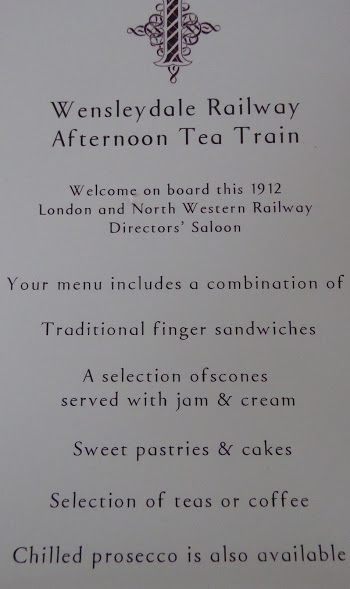 Wensleydale Railway
Afternoon Tea Train
Welcome on board this 1912
London and North Western Railway
Directors' Saloon
Your menu includes a combination of
Traditional finger sandwiches
A selection ofscones
served with jam & cream
Sweet pastries & cakes
Selection of teas or coffee
Chilled prosecco is also available